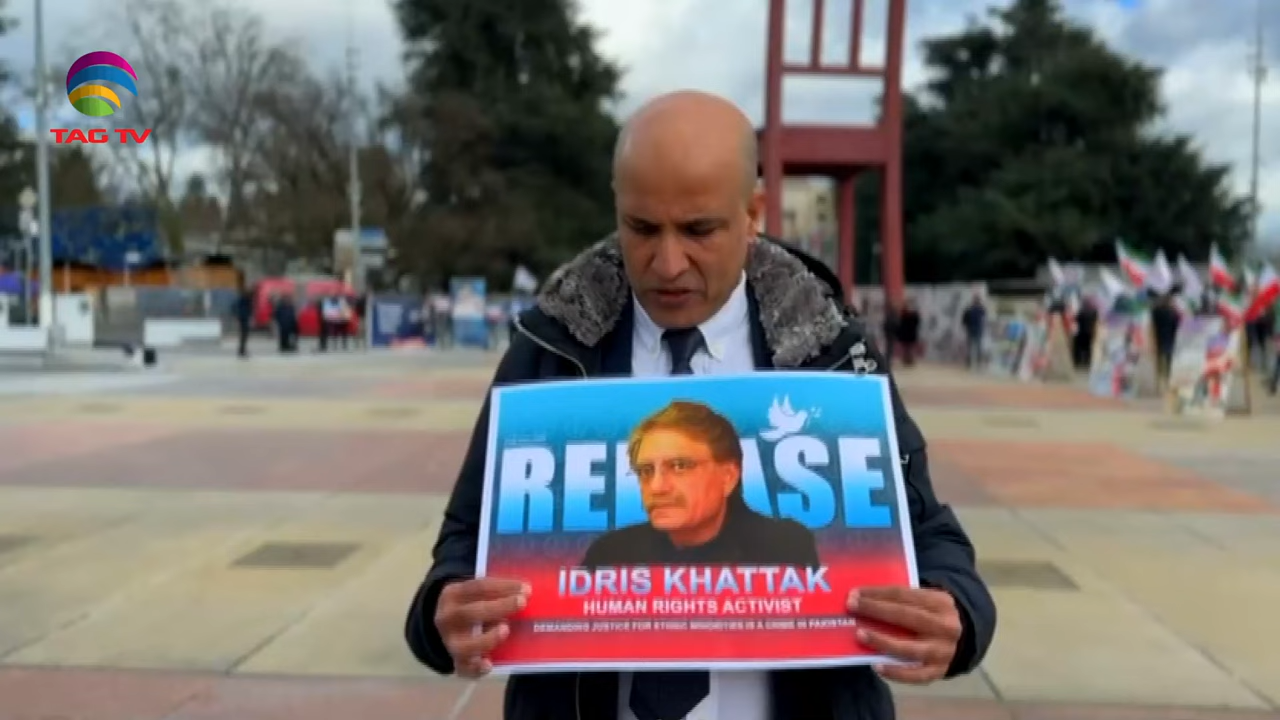 TAG TV
RELEASE
IDRIS KHATTAK
HUMAN RIGHTS ACTIVIST
DEMANDING JUSTICE FOR ETHNIC MINORITIES IS A CRIME IN PAKISTAN